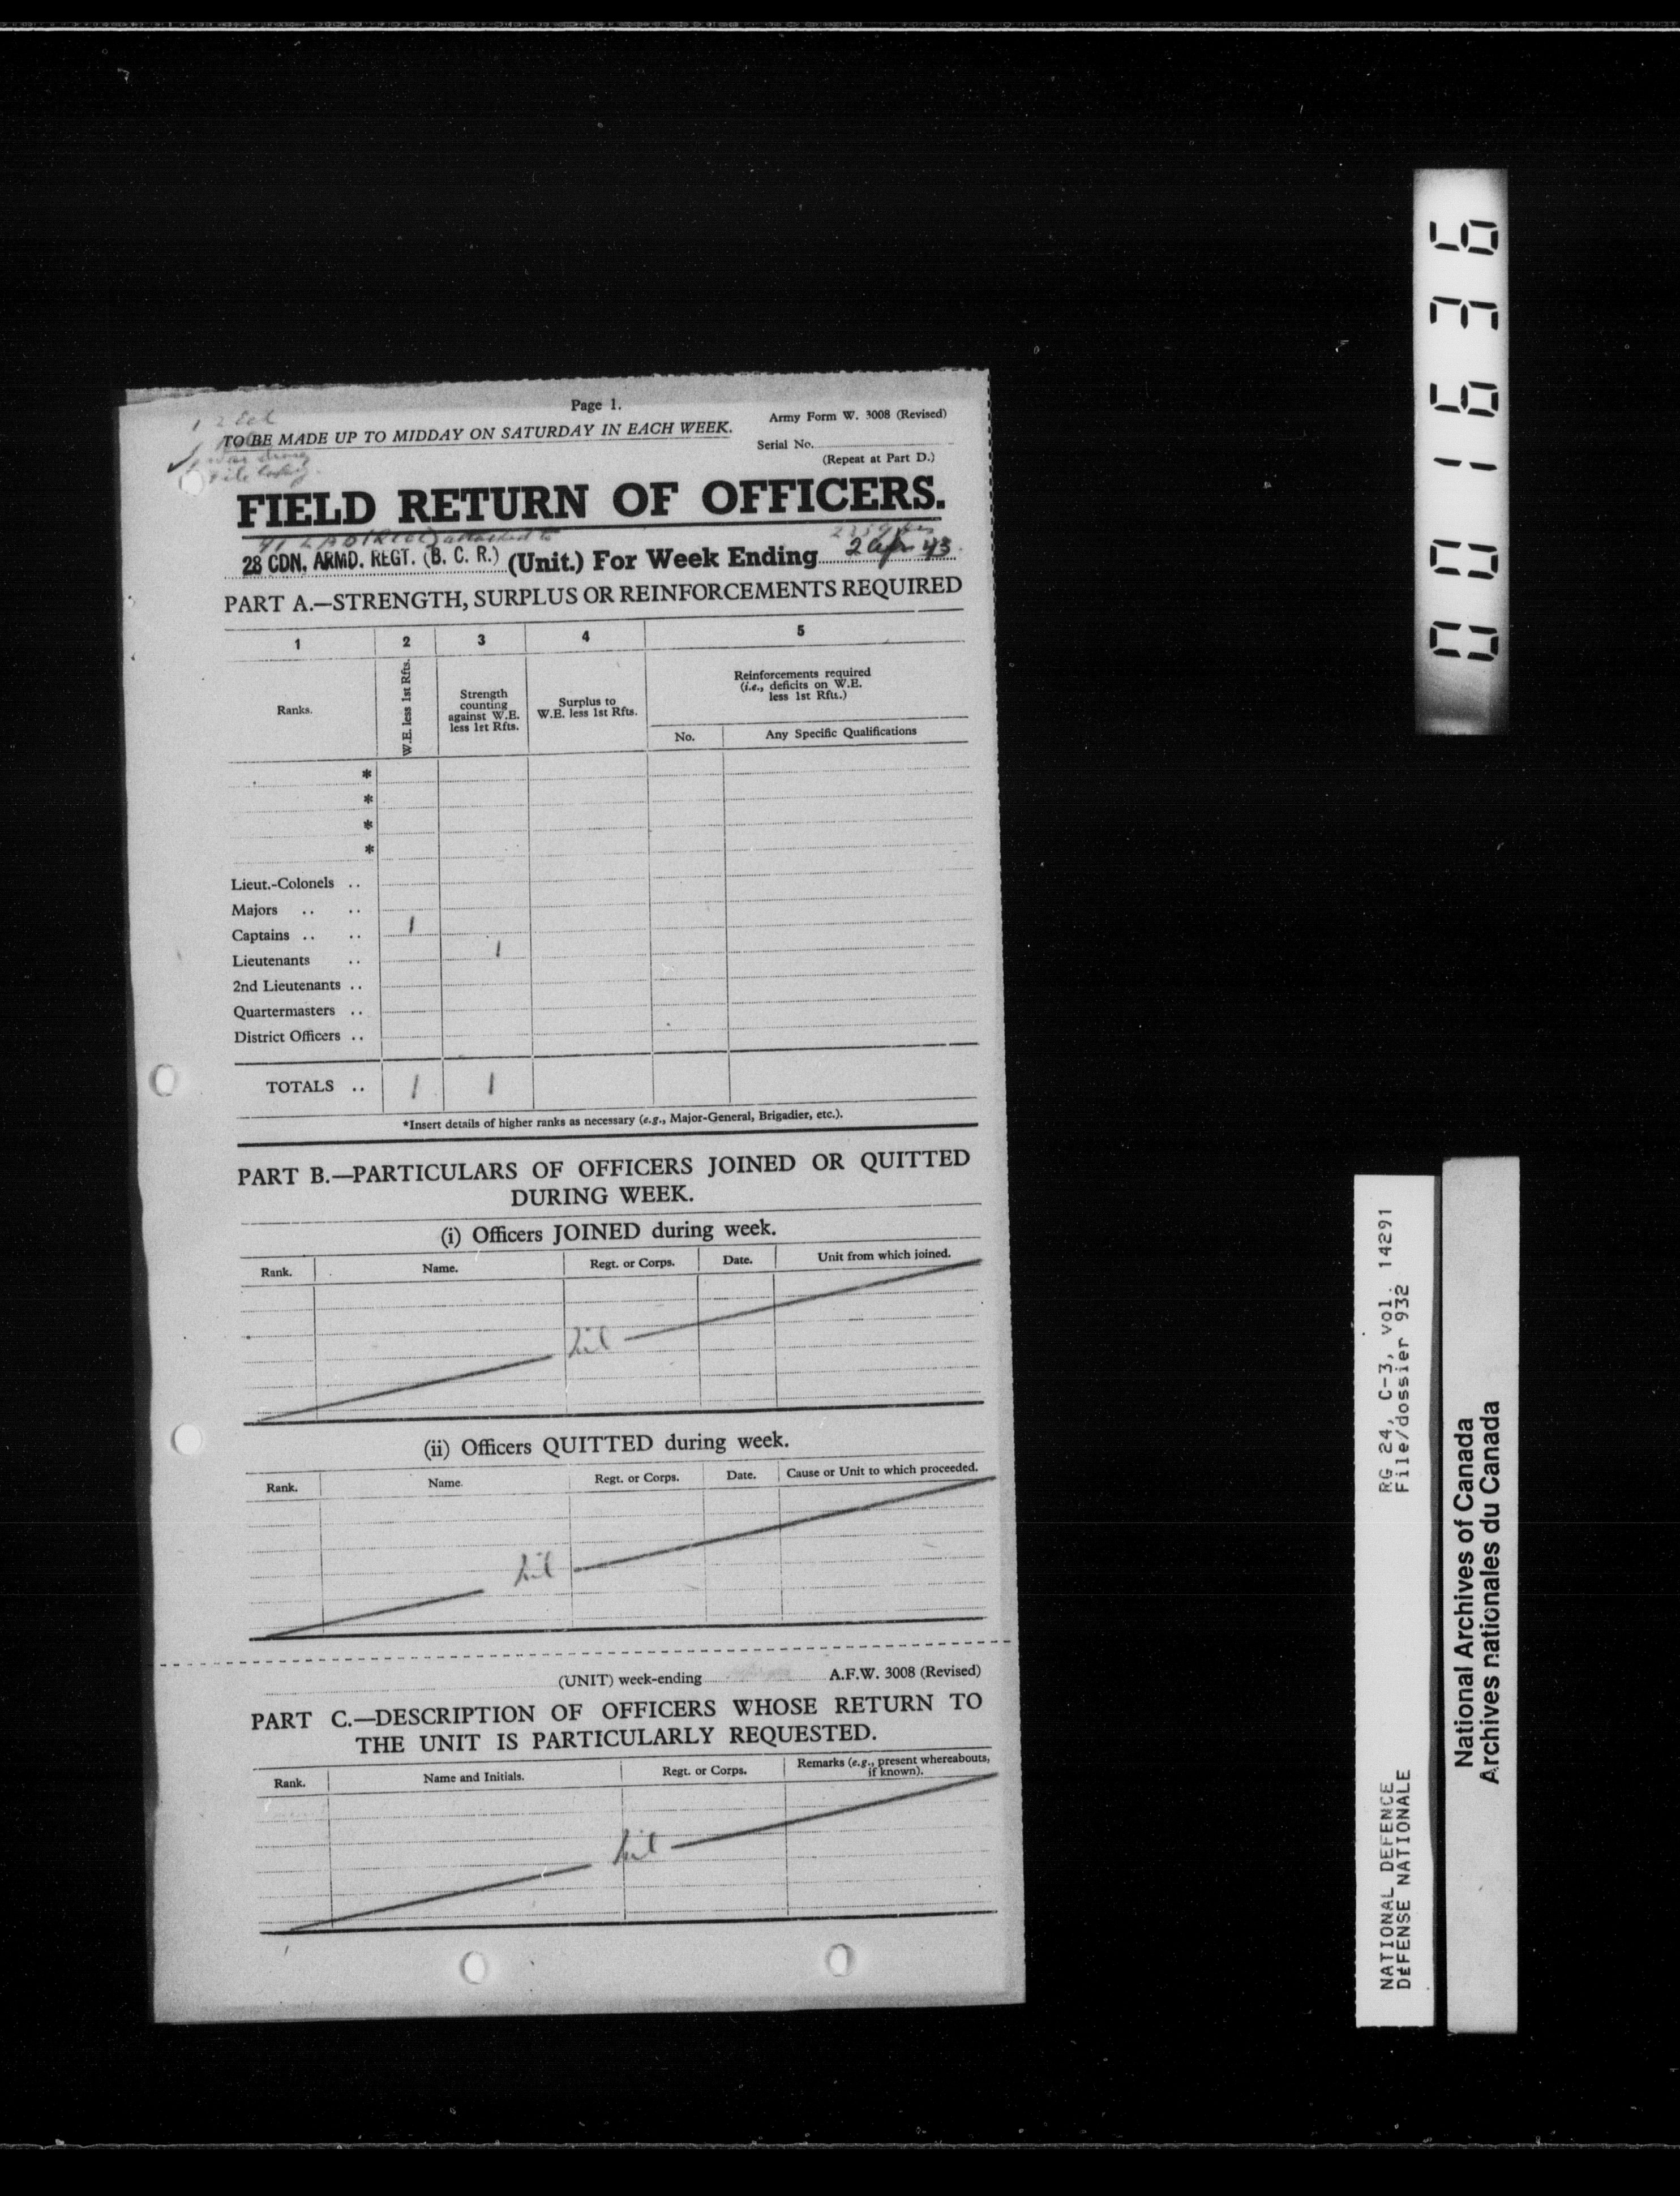 Page 1.
Army Form W. 3008 (Revised)
TO BE MADE UP TO MIDDAY ON SATURDAY IN EACH WEEK.
Serial No.
(Repeat at Part D.)
FIELD RETURN OF OFFICERS.
attached to
28 CDN. ARMD. REGT. (B. C. R.) (Unit.) For Week Ending 2 Apr 43
PART A.—STRENGTH, SURPLUS OR REINFORCEMENTS REQUIRED
1 2 3 4 5
Ranks.
W.E. less 1st Rfts.
Strength
counting
against W.E.
less 1rt Rfts.
Surplus to
W.E. less 1st Rfts.
Reinforcements required
(i.e., deficits on W.E.
less 1st Rfts.)
No. Any Specific Qualifications
*
*
*
*
Lieut.-Colonels ..
Majors .. ..
Captains .. .. 1
Lieutenants .. 1
2nd Lieutenants ..
Quartermasters ..
District Officers ..
TOTALS .. 1 1
*Insert details of higher ranks as necessary (e.g., Major-General, Brigadier, etc.).
PART B.—PARTICULARS OF OFFICERS JOINED OR QUITTED
DURING WEEK.
(i) Officers JOINED during week.
Rank. Name. Regt. or Corps. Date. Unit from which joined.
Nil
(ii) Officers QUITTED during week.
Rank. Name. Regt. or Corps. Date. Cause or Unit to which proceeded.
Nil
(UNIT) week-ending A.F.W. 3008 (Revised)
PART C.—DESCRIPTION OF OFFICERS WHOSE RETURN TO
THE UNIT IS PARTICULARLY REQUESTED.
Rank. Name and Initials. Regt. or Corps. Remarks (e.g., present whereabouts,
if known).
Nil
001636
NATIONAL DEFENCE RG 24, C-3, vol. 14291
DÉFENSE NATIONALE File/dossier 932
National Archives of Canada
Archives nationales du Canada